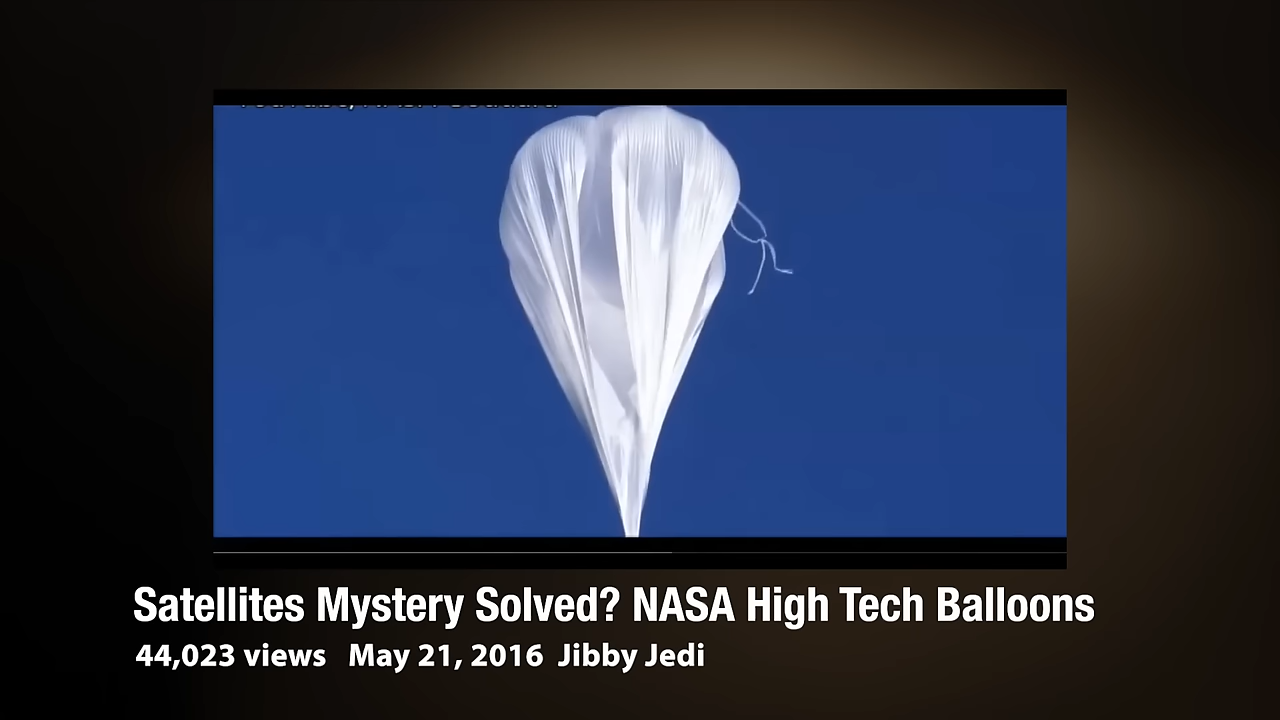 Satellites Mystery Solved? NASA High Tech Balloons
44,023 views May 21, 2016 Jibby Jedi